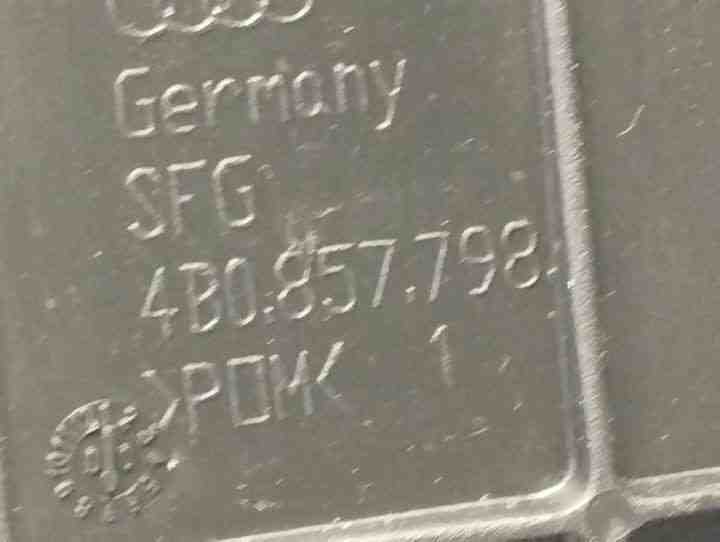 Germany
SFG
4B0.857.798.
>POM< 1